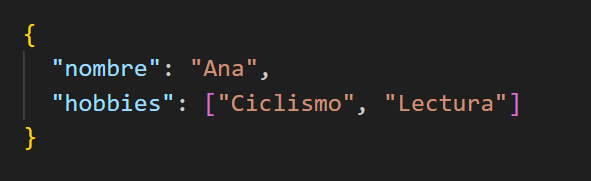 {
"nombre": "Ana",
"hobbies": ["Ciclismo", "Lectura"]
}